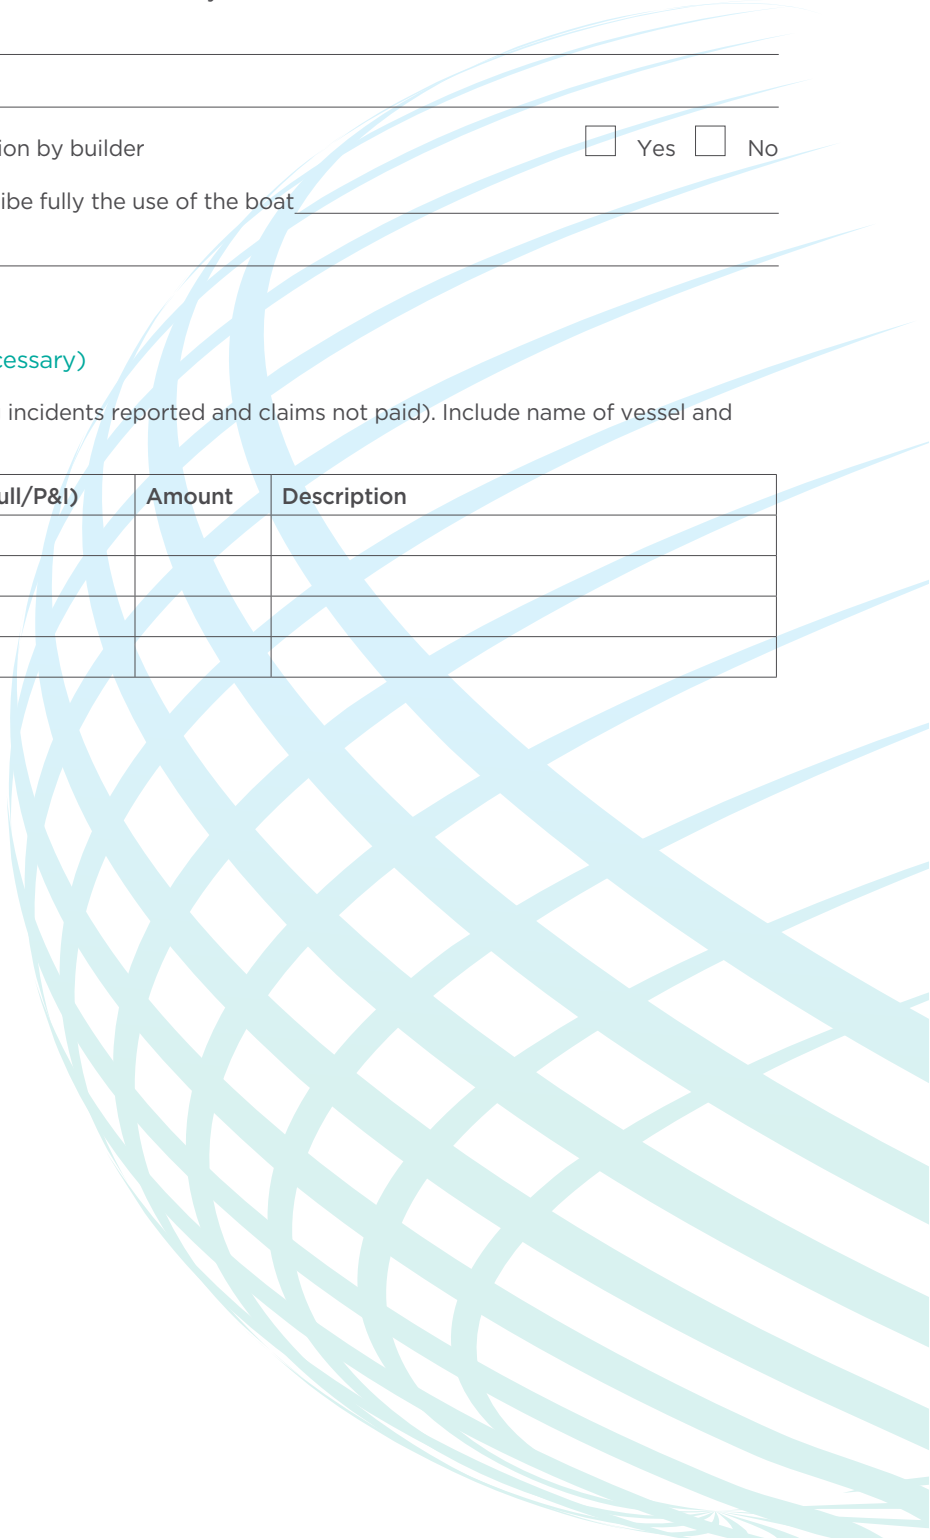 ion by builder Yes No
ibe fully the use of the boat
cessary)
incidents reported and claims not paid). Include name of vessel and
ull/P&I) Amount Description